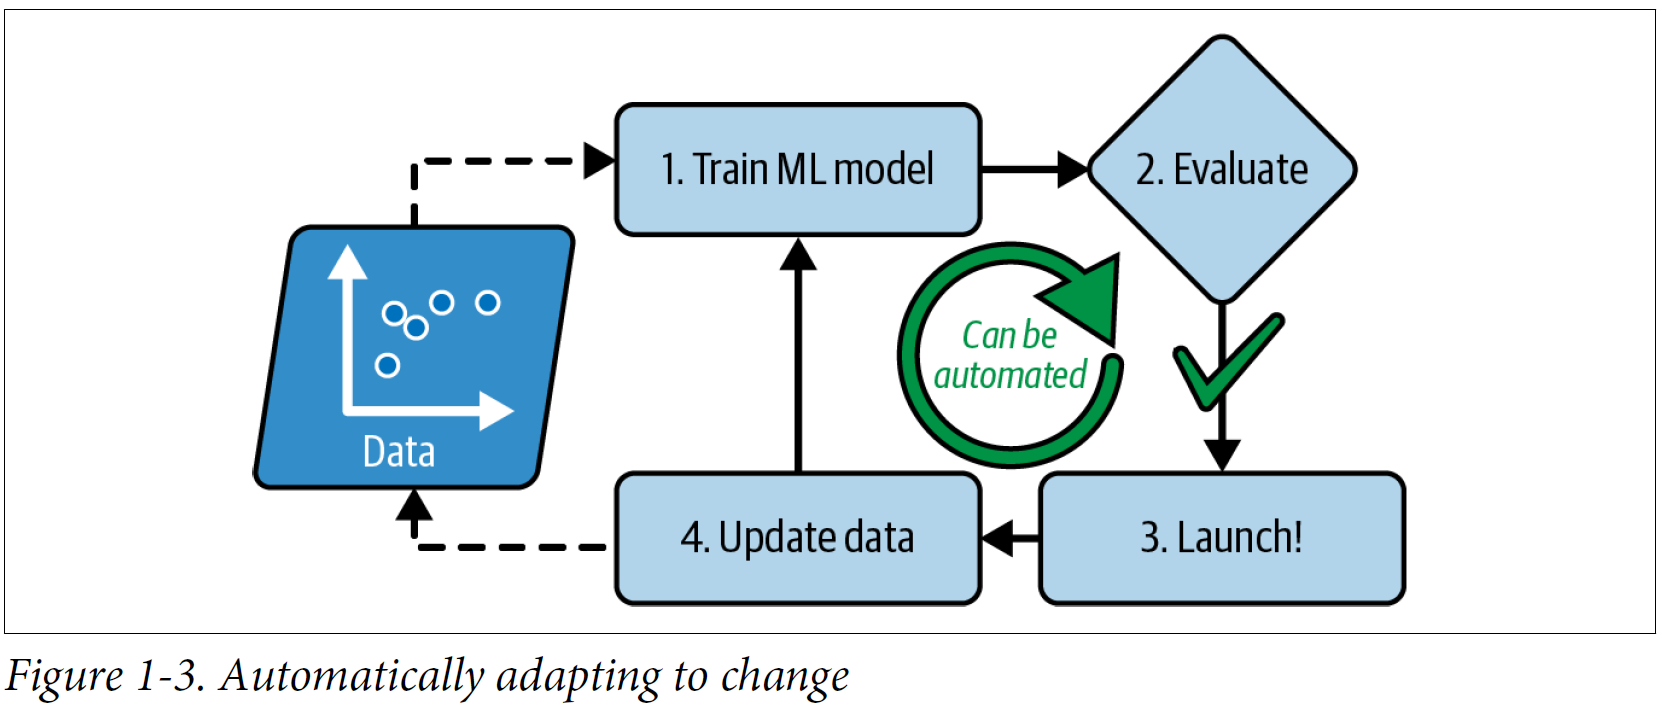 1. Train ML model
2. Evaluate
Can be
automated
Data
4. Update data
3. Launch!
Figure 1-3. Automatically adapting to change